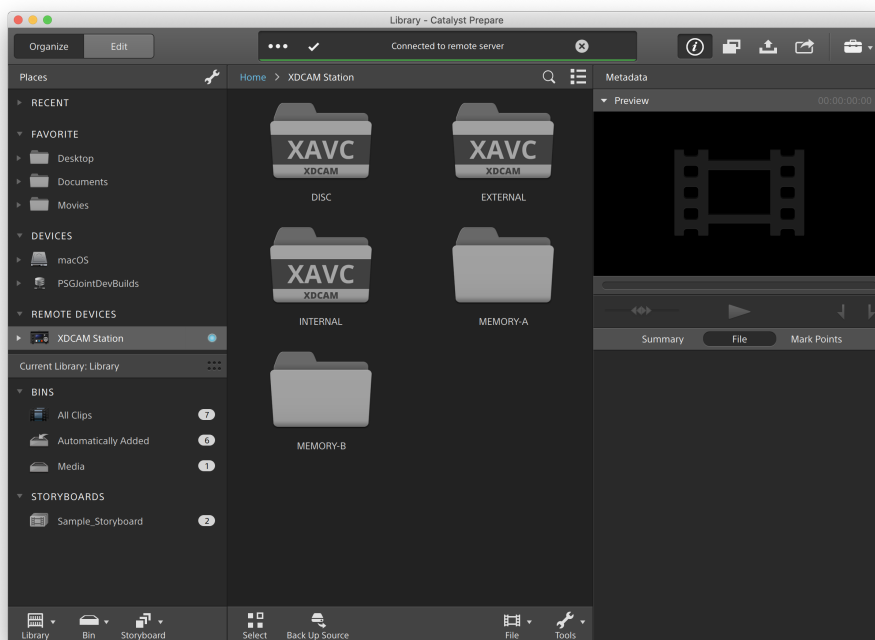 Library - Catalyst Prepare
Organize
Edit
Connected to remote server
Places
Home > XDCAM Station
Metadata
RECENT
Preview
00:00:00:00
FAVORITE
Desktop
Documents
Movies
DEVICES
macOS
PSGJointDevBuilds
REMOTE DEVICES
XDCAM Station
XAVC
XDCAM
DISC
XAVC
XDCAM
EXTERNAL
XAVC
XDCAM
INTERNAL
MEMORY-A
MEMORY-B
Summary
File
Mark Points
Current Library: Library
BINS
All Clips 7
Automatically Added 6
Media 1
STORYBOARDS
Sample_Storyboard 2
Library
Bin
Storyboard
Select
Back Up Source
File
Tools